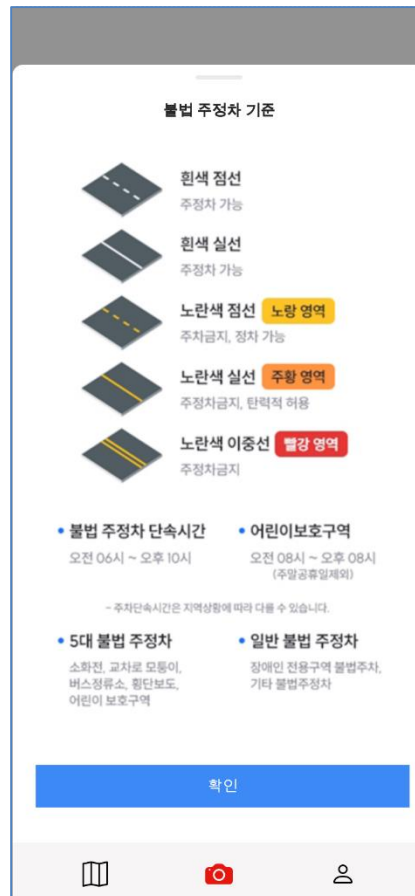 불법 주정차 기준
흰색 점선
주정차 가능
흰색 실선
주정차 가능
노란색 점선 노랑 영역
주차금지, 정차 가능
노란색 실선 주황 영역
주정차금지, 탄력적 허용
노란색 이중선 빨강 영역
주정차금지
• 불법 주정차 단속시간
오전 06시 ~ 오후 10시
• 어린이보호구역
오전 08시 ~ 오후 08시
(주말공휴일제외)
- 주차단속시간은 지역상황에 따라 다를 수 있습니다.
• 5대 불법 주정차
소화전, 교차로 모퉁이,
버스정류소, 횡단보도,
어린이 보호구역
• 일반 불법 주정차
장애인 전용구역 불법주차,
기타 불법주정차
확인